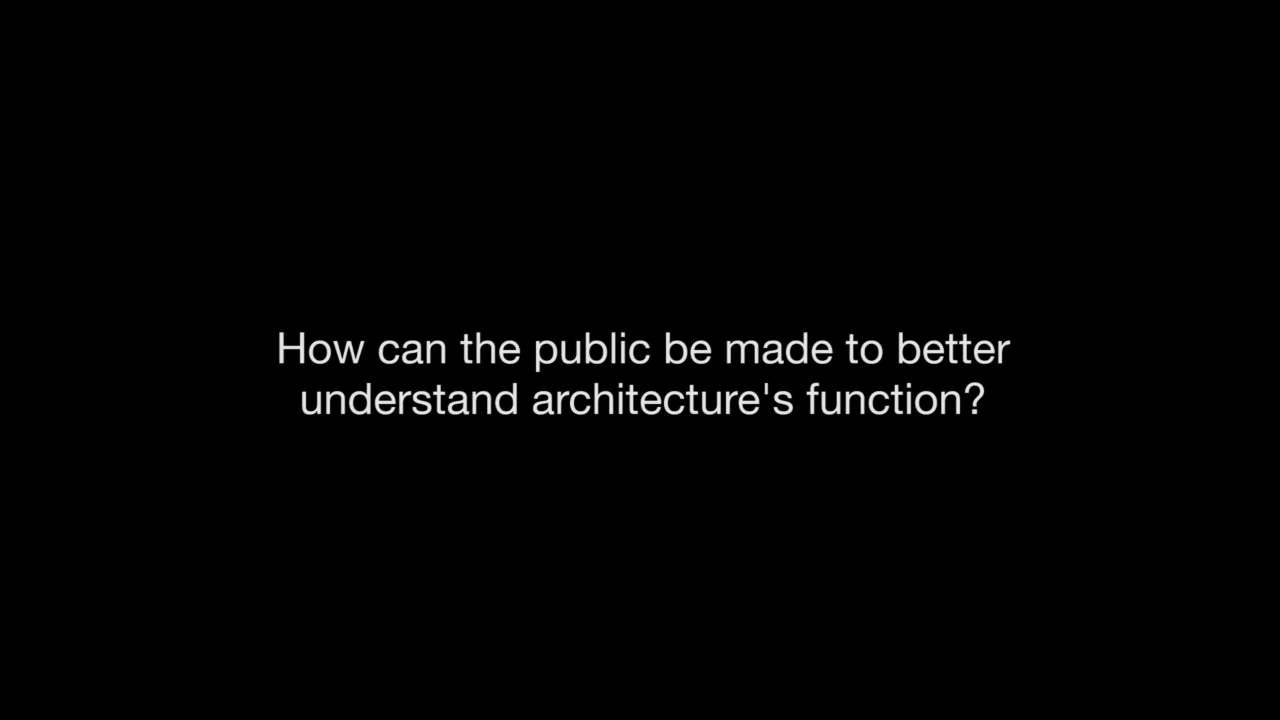 How can the public be made to better
understand architecture's function?